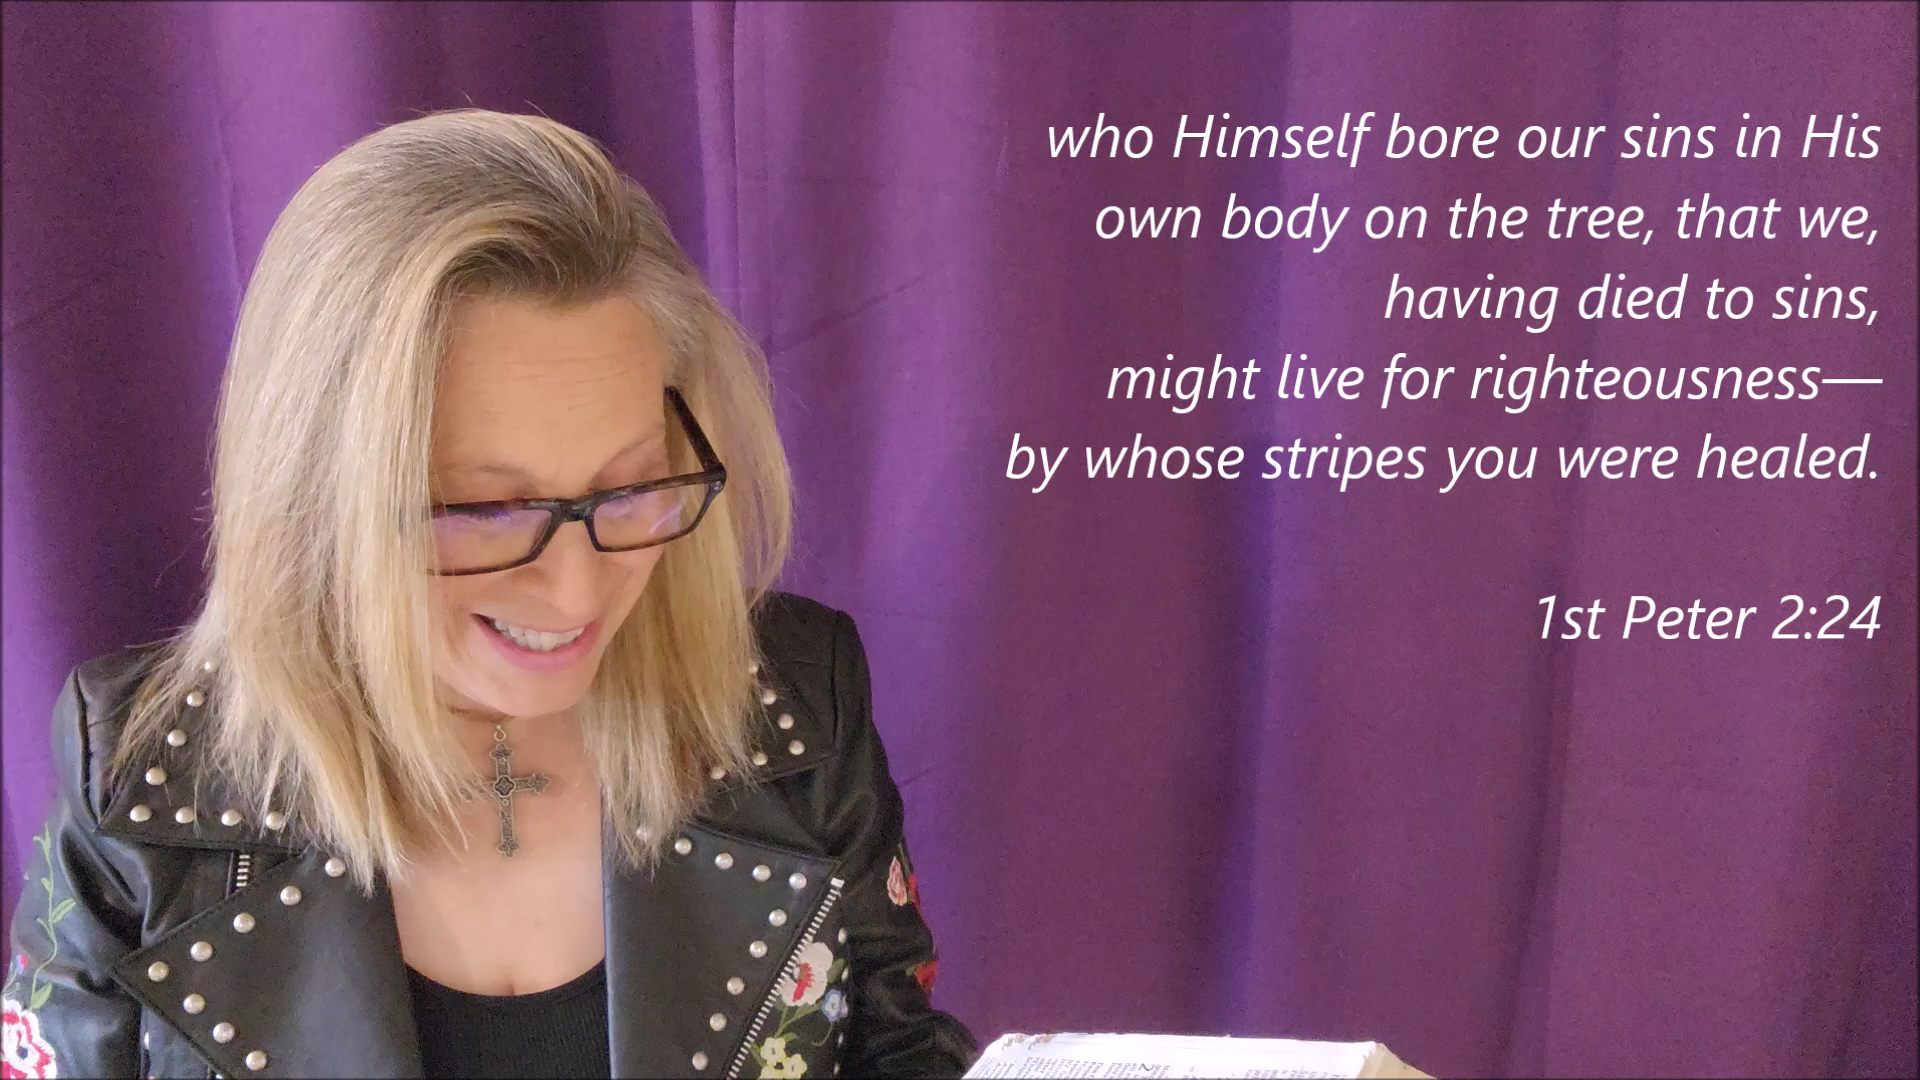 who Himself bore our sins in His
own body on the tree, that we,
having died to sins,
might live for righteousness—
by whose stripes you were healed.
1st Peter 2:24
2